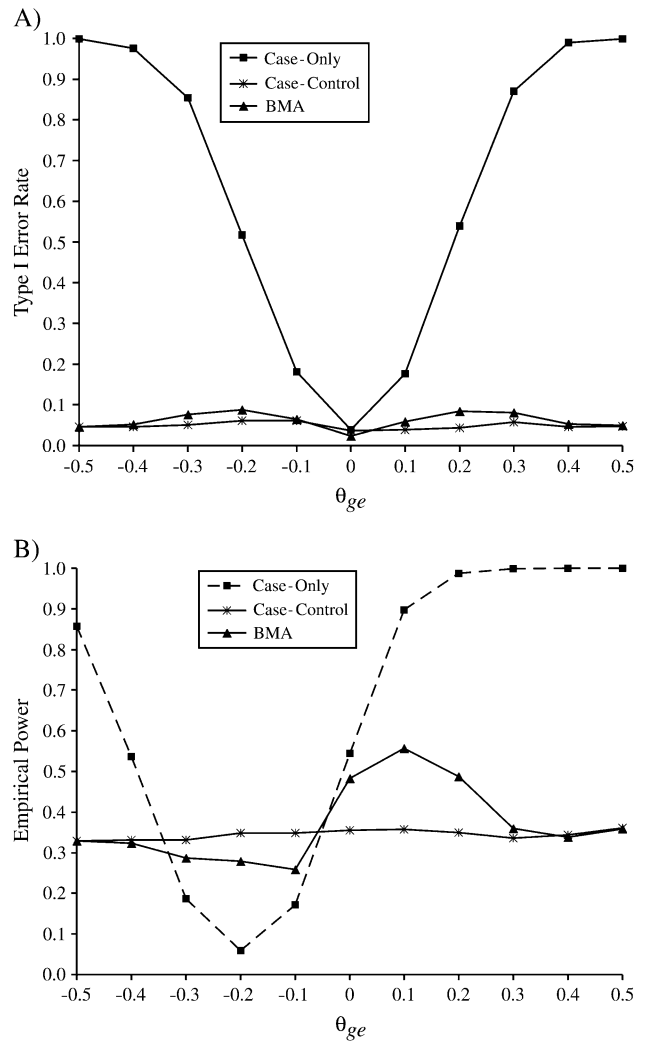 A)
Case-Only
Case-Control
BMA
Type I Error Rate
1.0
0.9
0.8
0.7
0.6
0.5
0.4
0.3
0.2
0.1
0.0
-0.5 -0.4 -0.3 -0.2 -0.1 0 0.1 0.2 0.3 0.4 0.5
θge
B)
Case-Only
Case-Control
BMA
Empirical Power
1.0
0.9
0.8
0.7
0.6
0.5
0.4
0.3
0.2
0.1
0.0
-0.5 -0.4 -0.3 -0.2 -0.1 0 0.1 0.2 0.3 0.4 0.5
θge